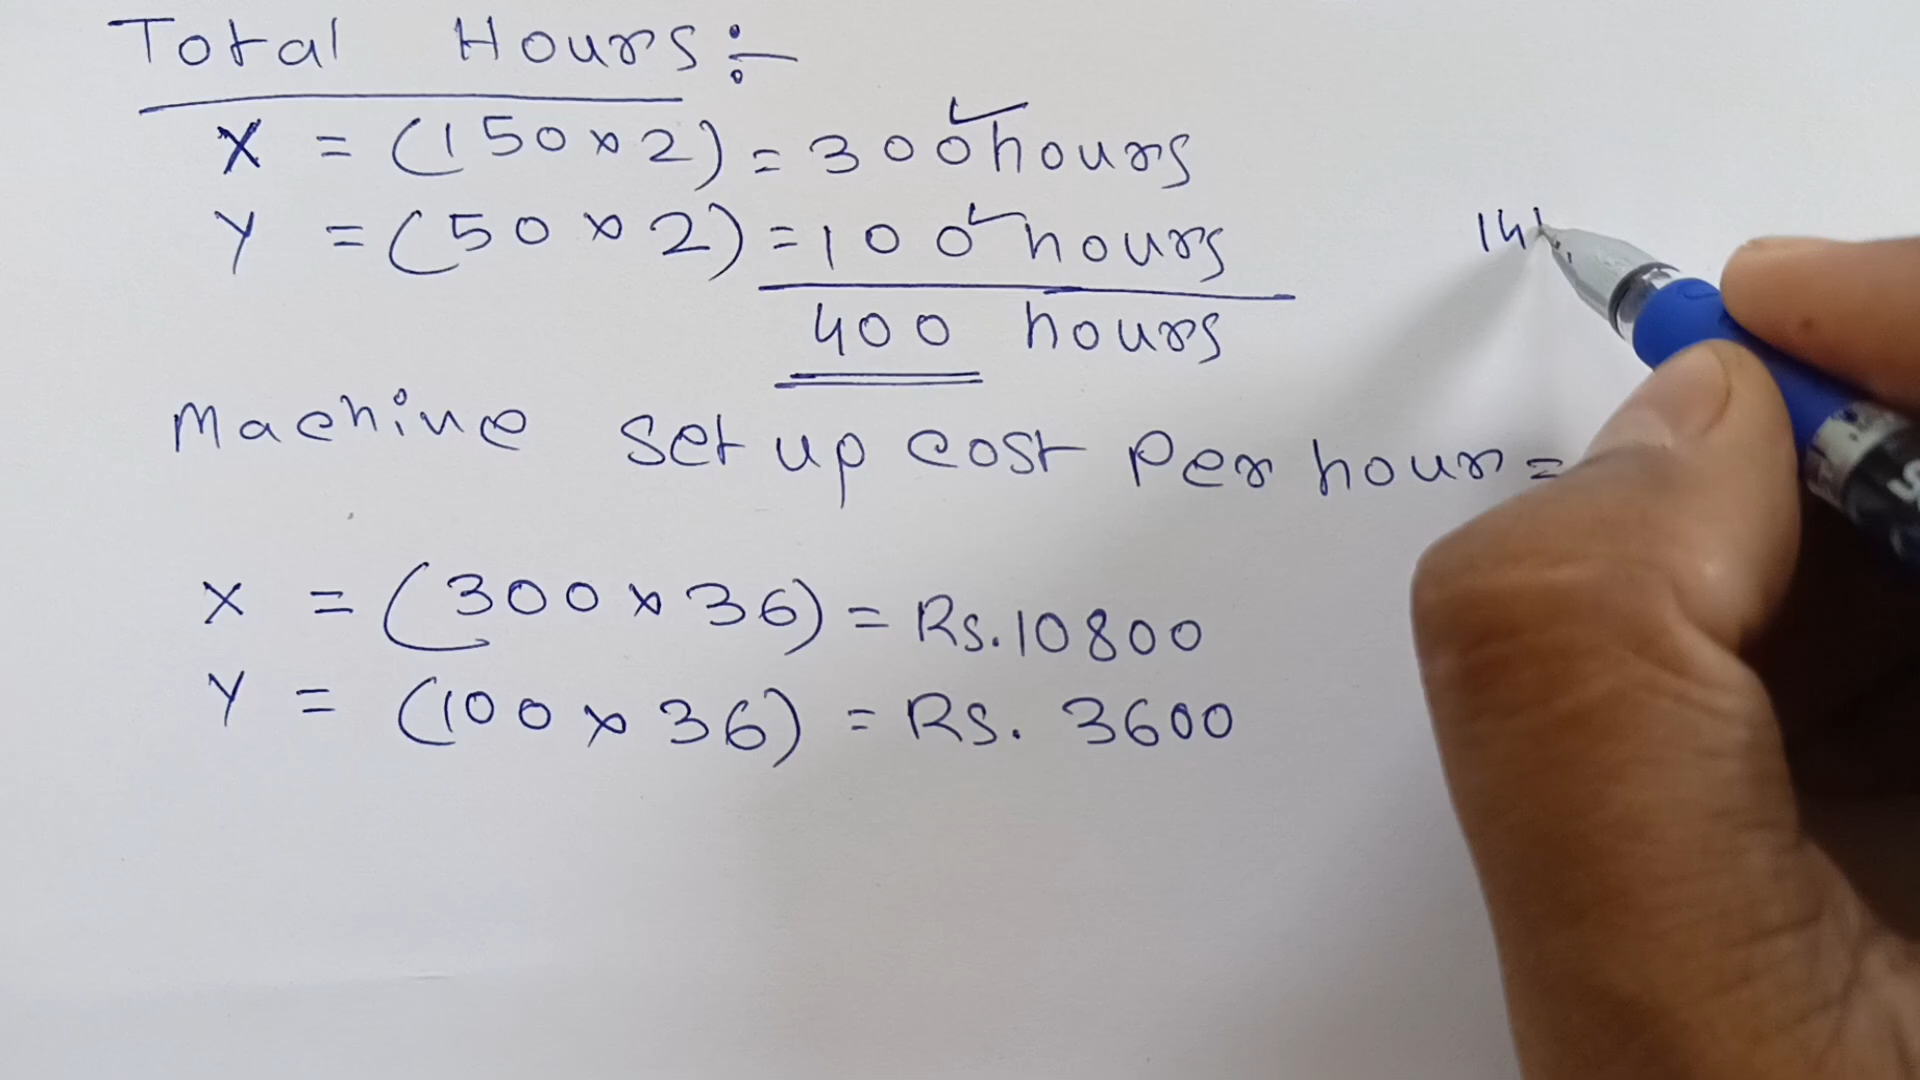 Total Hours:-
X = (150×2) = 300 hours
Y = (50×2) = 100 hours
400 hours
Machine set up cost per hour =
X = (300×36) = Rs.10800
Y = (100×36) = Rs. 3600